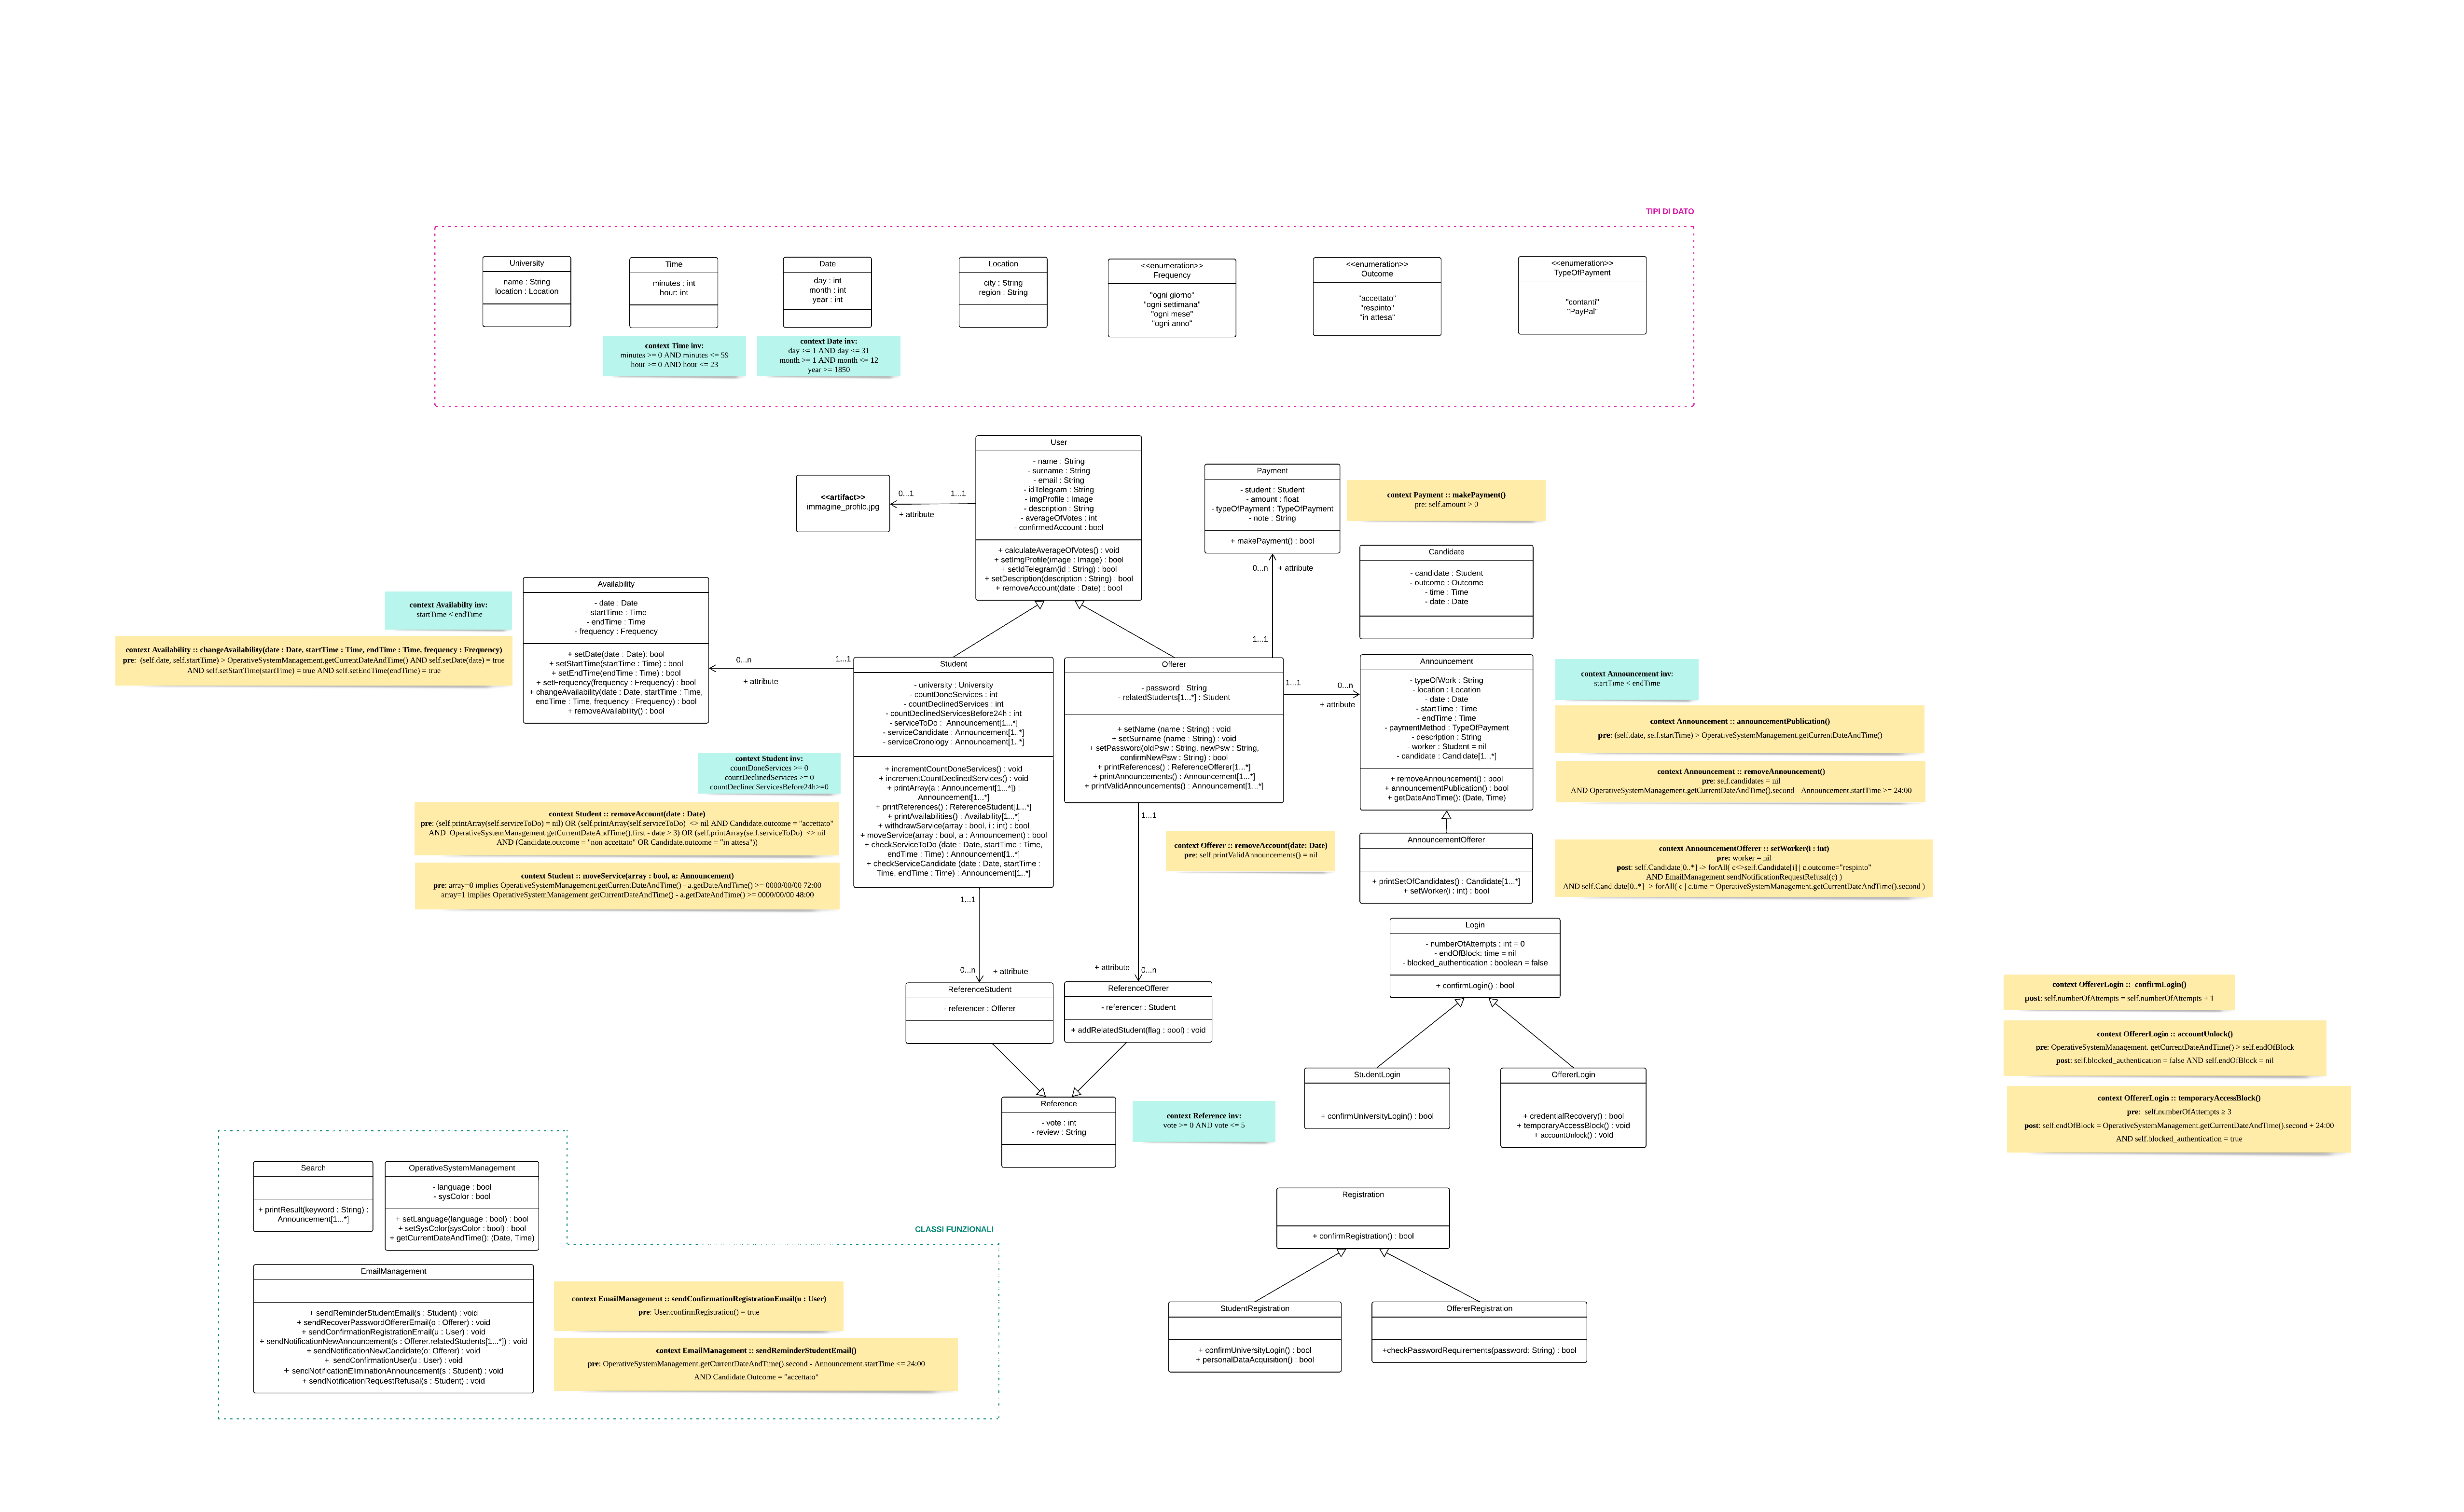 TIPI DI DATO
University
name : String
location : Location
Time
minutes : int
hour: int
context Time inv:
minutes >= 0 AND minutes <= 59
hour >= 0 AND hour <= 23
Date
day : int
month : int
year : int
context Date inv:
day >= 1 AND day <= 31
month >= 1 AND month <= 12
year >= 1850
Location
city : String
region : String
<<enumeration>>
Frequency
"ogni giorno"
"ogni settimana"
"ogni mese"
"ogni anno"
<<enumeration>>
Outcome
"accettato"
"respinto"
"in attesa"
<<enumeration>>
TypeOfPayment
"contanti"
"PayPal"
User
- name : String
- surname : String
- email : String
- idTelegram : String
- imgProfile : Image
- description : String
- averageOfVotes : int
- confirmedAccount : bool
+ calculateAverageOfVotes() : void
+ setImgProfile(image : Image) : bool
+ setIdTelegram(id : String) : bool
+ setDescription(description : String) : bool
+ removeAccount(date : Date) : bool
<<artifact>>
immagine_profilo.jpg
0...1
1...1
+ attribute
Payment
- student : Student
- amount : float
- typeOfPayment : TypeOfPayment
- note : String
+ makePayment() : bool
context Payment :: makePayment()
pre: self.amount > 0
0...n
+ attribute
1...1
Candidate
- candidate : Student
- outcome : Outcome
- time : Time
- date : Date
Availability
- date : Date
- startTime : Time
- endTime : Time
- frequency : Frequency
+ setDate(date : Date): bool
+ setStartTime(startTime : Time) : bool
+ setEndTime(endTime : Time) : bool
+ setFrequency(frequency : Frequency) : bool
+ changeAvailability(date : Date, startTime : Time,
endTime : Time, frequency : Frequency) : bool
+ removeAvailability() : bool
context Availabilty inv:
startTime < endTime
context Availability :: changeAvailability(date : Date, startTime : Time, endTime : Time, frequency : Frequency)
pre: (self.date, self.startTime) > OperativeSystemManagement.getCurrentDateAndTime() AND self.setDate(date) = true
AND self.setStartTime(startTime) = true AND self.setEndTime(endTime) = true
0...n
1...1
+ attribute
Student
- university : University
- countDoneServices : int
- countDeclinedServices : int
- countDeclinedServicesBefore24h : int
- serviceToDo : Announcement[1...*]
- serviceCandidate : Announcement[1...*]
- serviceCronology : Announcement[1..*]
+ incrementCountDoneServices() : void
+ incrementCountDeclinedServices() : void
+ printArray(a : Announcement[1...*]) :
Announcement[1...*]
+ printReferences() : ReferenceStudent[1...*]
+ printAvailabilities() : Availability[1...*]
+ withdrawService(array : bool, i : int) : bool
+ moveService(array : bool, a : Announcement) : bool
+ checkServiceToDo (date : Date, startTime : Time,
endTime : Time) : Announcement[1..*]
+ checkServiceCandidate (date : Date, startTime :
Time, endTime : Time) : Announcement[1..*]
context Student inv:
countDoneServices >= 0
countDeclinedServices >= 0
countDeclinedServicesBefore24h>=0
context Student :: removeAccount(date : Date)
pre: (self.printArray(self.serviceToDo) = nil) OR (self.printArray(self.serviceToDo) <> nil AND Candidate.outcome = "accettato"
AND OperativeSystemManagement.getCurrentDateAndTime().first - date > 3) OR (self.printArray(self.serviceToDo) <> nil
AND (Candidate.outcome = "non accettato" OR Candidate.outcome = "in attesa"))
context Student :: moveService(array : bool, a: Announcement)
pre: array=0 implies OperativeSystemManagement.getCurrentDateAndTime() - a.getDateAndTime() >= 0000/00/00 72:00
array=1 implies OperativeSystemManagement.getCurrentDateAndTime() - a.getDateAndTime() >= 0000/00/00 48:00
Offerer
- password : String
- relatedStudents[1...*] : Student
+ setName (name : String) : void
+ setSurname (name : String) : void
+ setPassword(oldPsw : String, newPsw : String,
confirmNewPsw : String) : bool
+ printReferences() : ReferenceOfferer[1...*]
+ printAnnouncements() : Announcement[1...*]
+ printValidAnnouncements() : Announcement[1...*]
1...1
0...n
+ attribute
context Offerer :: removeAccount(date: Date)
pre: self.printValidAnnouncements() = nil
Announcement
- typeOfWork : String
- location : Location
- date : Date
- startTime : Time
- endTime : Time
- paymentMethod : TypeOfPayment
- description : String
- worker : Student = nil
- candidate : Candidate[1...*]
+ removeAnnouncement() : bool
+ announcementPublication() : bool
+ getDateAndTime(): (Date, Time)
context Announcement inv:
startTime < endTime
context Announcement :: announcementPublication()
pre: (self.date, self.startTime) > OperativeSystemManagement.getCurrentDateAndTime()
context Announcement :: removeAnnouncement()
pre: self.candidates = nil
AND OperativeSystemManagement.getCurrentDateAndTime().second - Announcement.startTime >= 24:00
AnnouncementOfferer
+ printSetOfCandidates() : Candidate[1...*]
+ setWorker(i : int) : bool
context AnnouncementOfferer :: setWorker(i : int)
pre: worker = nil
post: self.Candidate[0..*] -> forAll( c<>self.Candidate[i] | c.outcome="respinto"
AND EmailManagement.sendNotificationRequestRefusal(c) )
AND self.Candidate[0..*] -> forAll( c | c.time = OperativeSystemManagement.getCurrentDateAndTime().second )
1...1
0...n
+ attribute
1...1
+ attribute
0...n
ReferenceStudent
- referencer : Offerer
ReferenceOfferer
- referencer : Student
+ addRelatedStudent(flag : bool) : void
Reference
- vote : int
- review : String
context Reference inv:
vote >= 0 AND vote <= 5
Login
- numberOfAttempts : int = 0
- endOfBlock: time = nil
- blocked_authentication : boolean = false
+ confirmLogin() : bool
StudentLogin
+ confirmUniversityLogin() : bool
OffererLogin
+ credentialRecovery() : bool
+ temporaryAccessBlock() : void
+ accountUnlock() : void
context OffererLogin :: confirmLogin()
post: self.numberOfAttempts = self.numberOfAttempts + 1
context OffererLogin :: accountUnlock()
pre: OperativeSystemManagement. getCurrentDateAndTime() > self.endOfBlock
post: self.blocked_authentication = false AND self.endOfBlock = nil
context OffererLogin :: temporaryAccessBlock()
pre: self.numberOfAttempts ≥ 3
post: self.endOfBlock = OperativeSystemManagement.getCurrentDateAndTime().second + 24:00
AND self.blocked_authentication = true
Registration
+ confirmRegistration() : bool
StudentRegistration
+ confirmUniversityLogin() : bool
+ personalDataAcquisition() : bool
OffererRegistration
+checkPasswordRequirements(password: String) : bool
CLASSI FUNZIONALI
Search
+ printResult(keyword : String) :
Announcement[1...*]
OperativeSystemManagement
- language : bool
- sysColor : bool
+ setLanguage(language : bool) : bool
+ setSysColor(sysColor : bool) : bool
+ getCurrentDateAndTime(): (Date, Time)
EmailManagement
+ sendReminderStudentEmail(s : Student) : void
+ sendRecoverPasswordOffererEmail(o : Offerer) : void
+ sendConfirmationRegistrationEmail(u : User) : void
+ sendNotificationNewAnnouncement(s : Offerer.relatedStudents[1...*]) : void
+ sendNotificationNewCandidate(o: Offerer) : void
+ sendConfirmationUser(u : User) : void
+ sendNotificationEliminationAnnouncement(s : Student) : void
+ sendNotificationRequestRefusal(s : Student) : void
context EmailManagement :: sendConfirmationRegistrationEmail(u : User)
pre: User.confirmRegistration() = true
context EmailManagement :: sendReminderStudentEmail()
pre: OperativeSystemManagement.getCurrentDateAndTime().second - Announcement.startTime <= 24:00
AND Candidate.Outcome = "accettato"